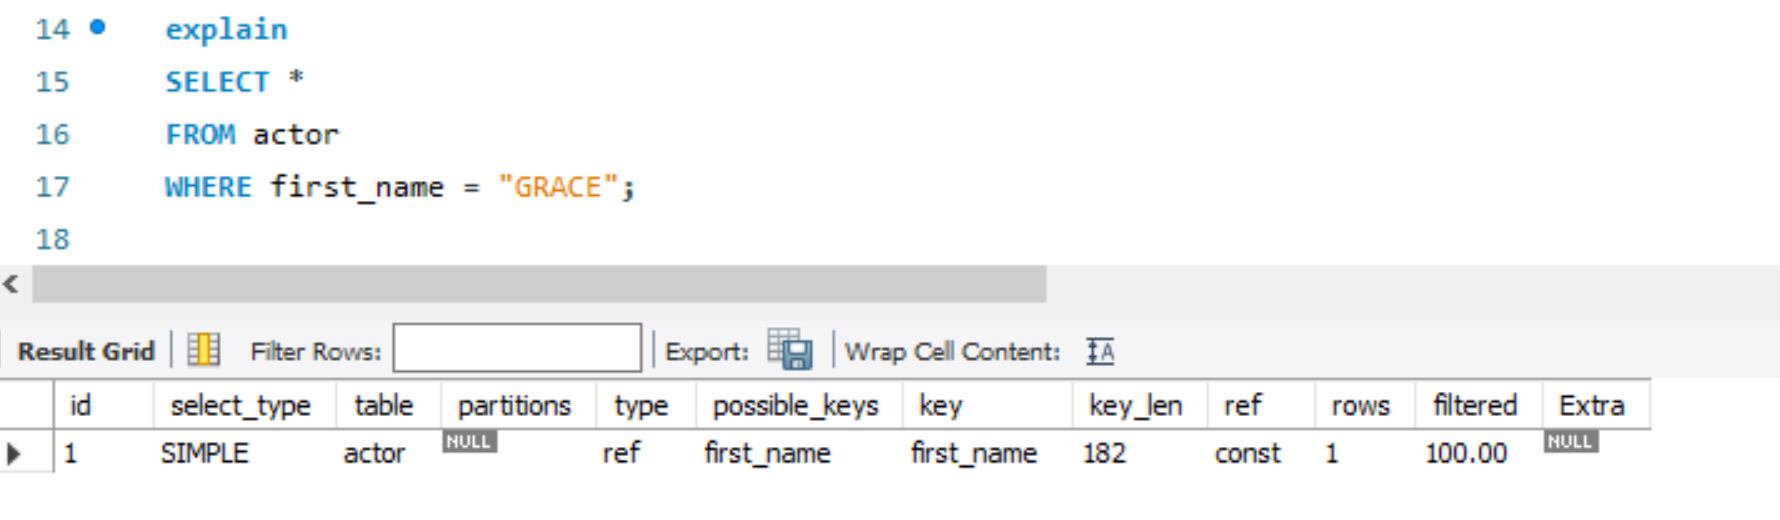 14 explain
15 SELECT *
16 FROM actor
17 WHERE first_name = "GRACE";
18
Result Grid Filter Rows: Export: Wrap Cell Content: A
id select_type table partitions type possible_keys key key_len ref rows filtered Extra
1 SIMPLE actor NULL ref first_name first_name 182 const 1 100.00 NULL